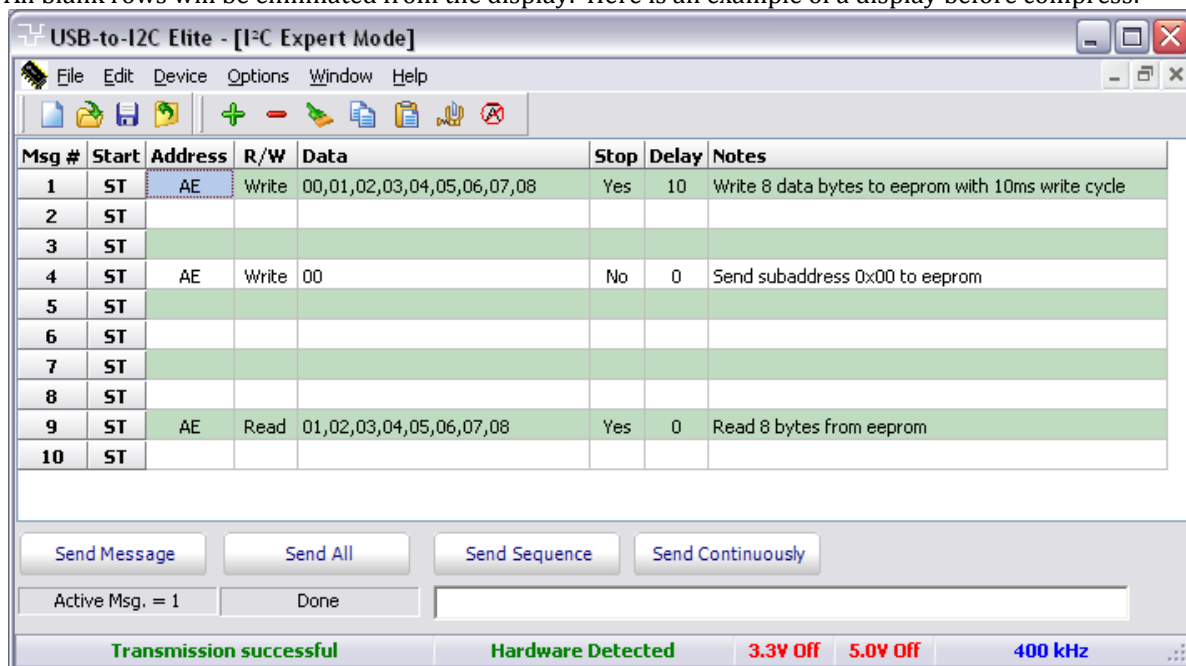 All blank rows will be eliminated from the display. Here is an example of a display before compress:
USB-to-I2C Elite - [I²C Expert Mode]
File Edit Device Options Window Help
Msg # Start Address R/W Data Stop Delay Notes
1 ST AE Write 00,01,02,03,04,05,06,07,08 Yes 10 Write 8 data bytes to eeprom with 10ms write cycle
2 ST
3 ST
4 ST AE Write 00 No 0 Send subaddress 0x00 to eeprom
5 ST
6 ST
7 ST
8 ST
9 ST AE Read 01,02,03,04,05,06,07,08 Yes 0 Read 8 bytes from eeprom
10 ST
Send Message Send All Send Sequence Send Continuously
Active Msg. = 1 Done
Transmission successful Hardware Detected 3.3V Off 5.0V Off 400 kHz